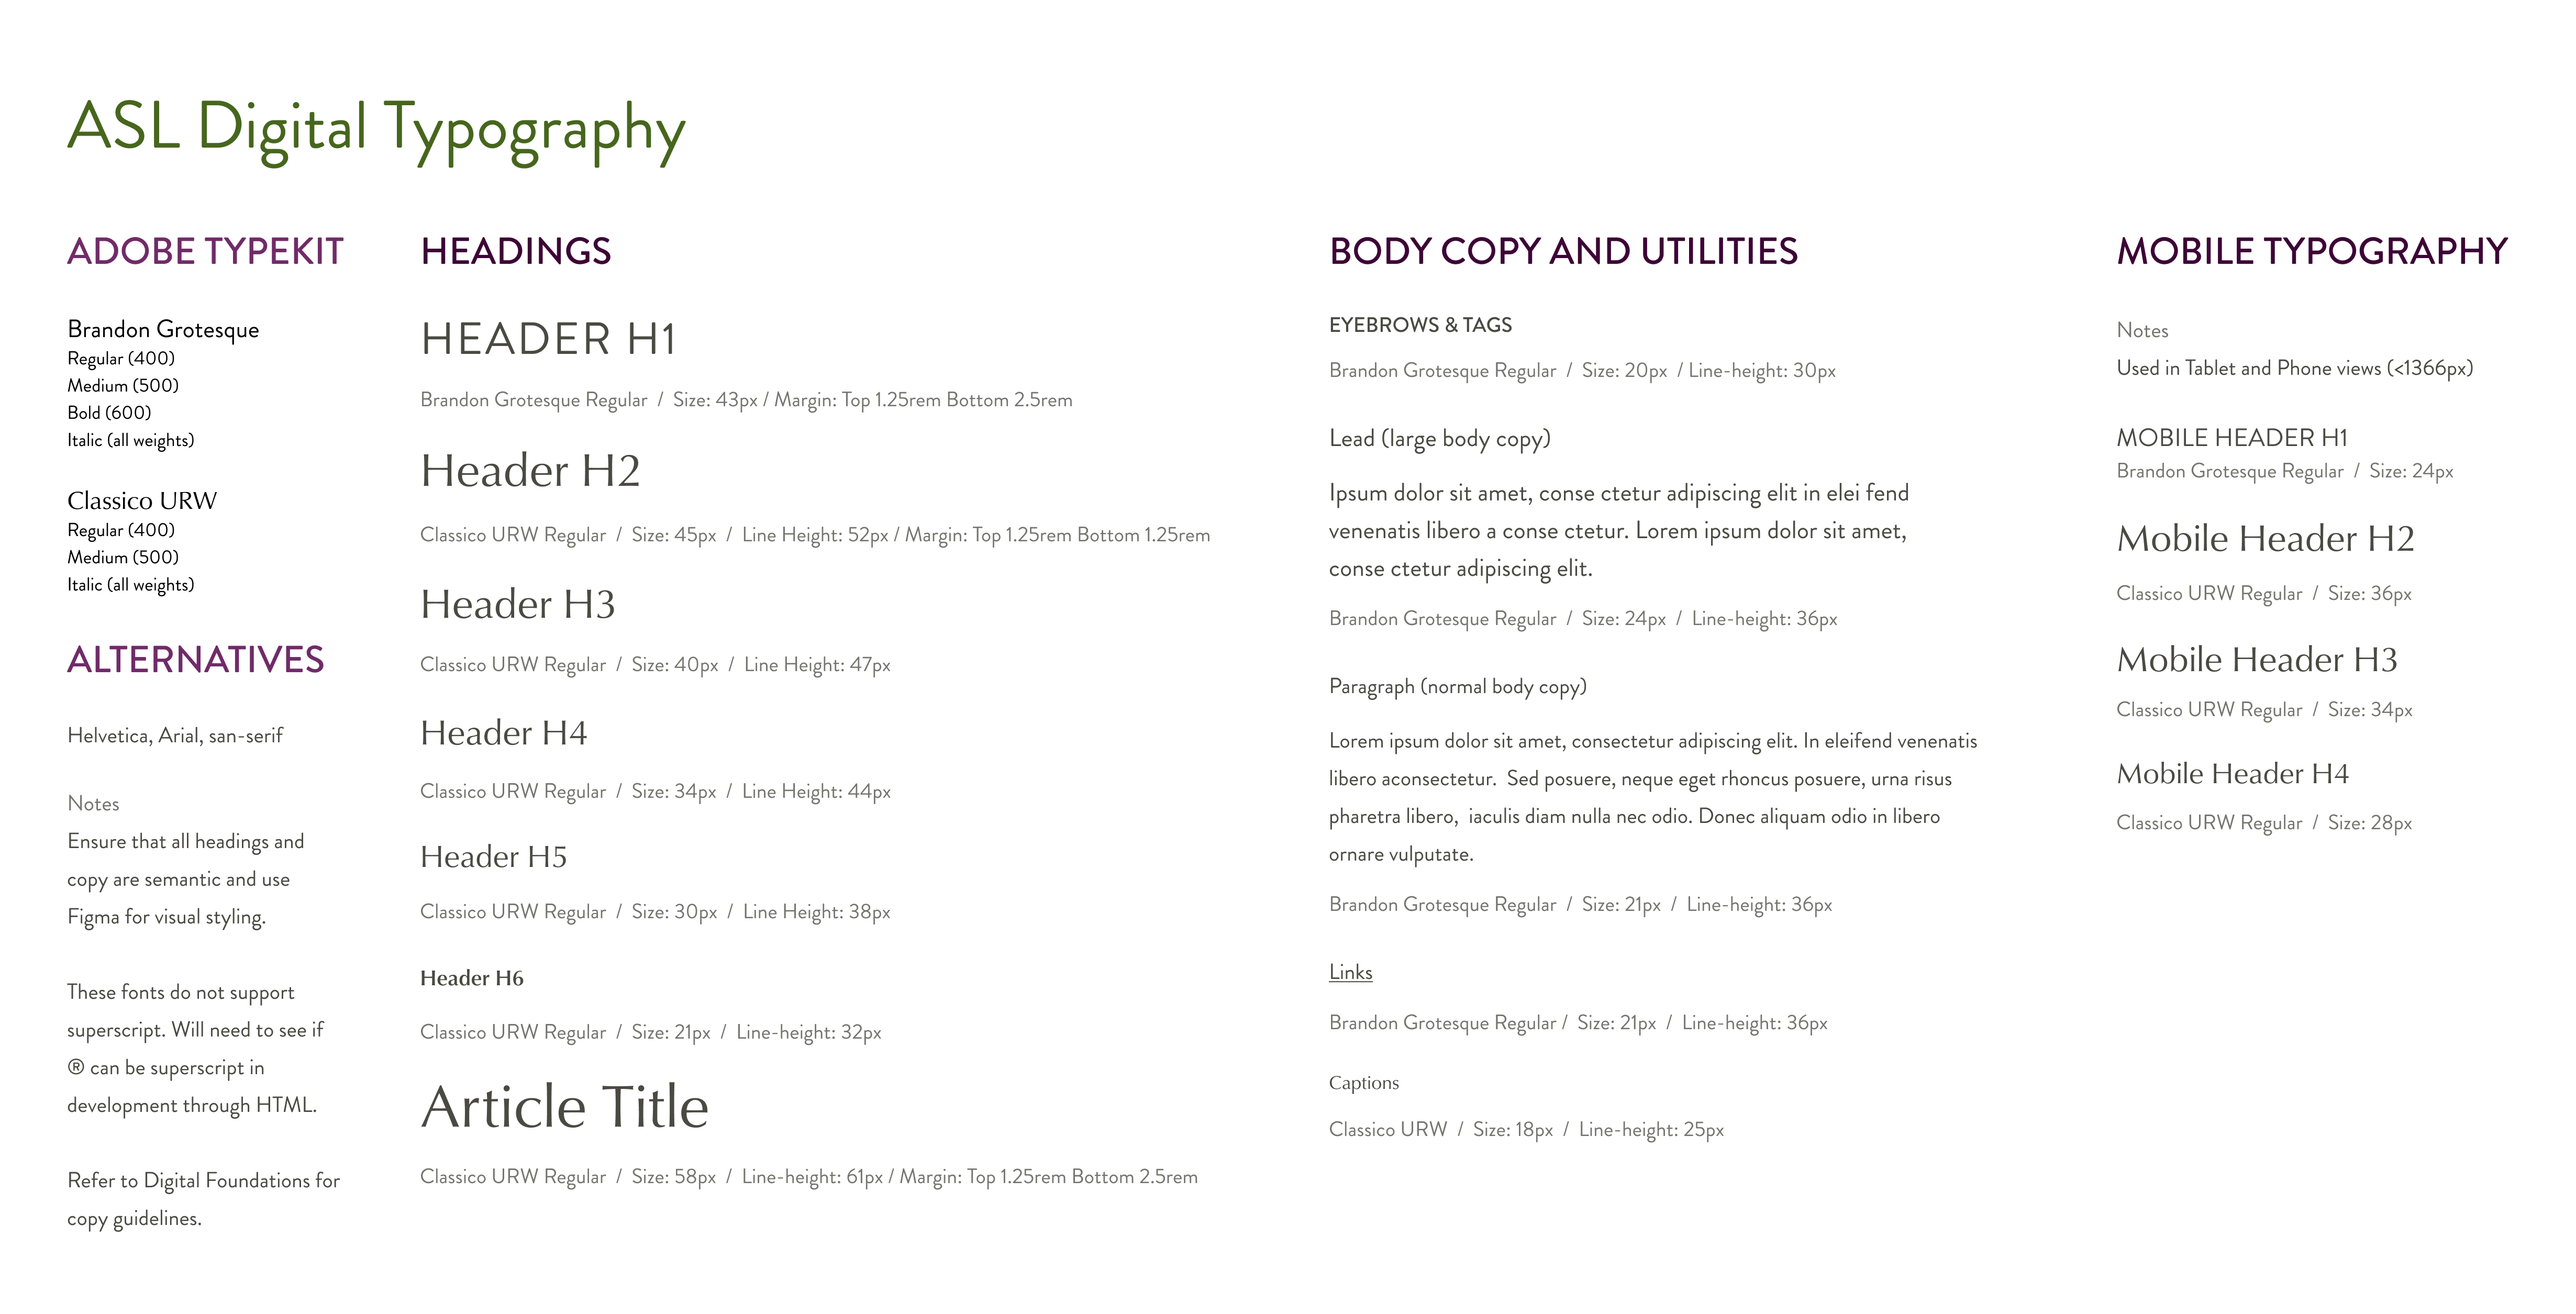 ASL Digital Typography
ADOBE TYPEKIT
Brandon Grotesque
Regular (400)
Medium (500)
Bold (600)
Italic (all weights)
Classico URW
Regular (400)
Medium (500)
Italic (all weights)
ALTERNATIVES
Helvetica, Arial, san-serif
Notes
Ensure that all headings and
copy are semantic and use
Figma for visual styling.
These fonts do not support
superscript. Will need to see if
® can be superscript in
development through HTML.
Refer to Digital Foundations for
copy guidelines.
HEADINGS
HEADER H1
Brandon Grotesque Regular / Size: 43px / Margin: Top 1.25rem Bottom 2.5rem
Header H2
Classico URW Regular / Size: 45px / Line Height: 52px / Margin: Top 1.25rem Bottom 1.25rem
Header H3
Classico URW Regular / Size: 40px / Line Height: 47px
Header H4
Classico URW Regular / Size: 34px / Line Height: 44px
Header H5
Classico URW Regular / Size: 30px / Line Height: 38px
Header H6
Classico URW Regular / Size: 21px / Line-height: 32px
Article Title
Classico URW Regular / Size: 58px / Line-height: 61px / Margin: Top 1.25rem Bottom 2.5rem
BODY COPY AND UTILITIES
EYEBROWS & TAGS
Brandon Grotesque Regular / Size: 20px / Line-height: 30px
Lead (large body copy)
Ipsum dolor sit amet, conse ctetur adipiscing elit in elei fend
venenatis libero a conse ctetur. Lorem ipsum dolor sit amet,
conse ctetur adipiscing elit.
Brandon Grotesque Regular / Size: 24px / Line-height: 36px
Paragraph (normal body copy)
Lorem ipsum dolor sit amet, consectetur adipiscing elit. In eleifend venenatis
libero aconsectetur. Sed posuere, neque eget rhoncus posuere, urna risus
pharetra libero, iaculis diam nulla nec odio. Donec aliquam odio in libero
ornare vulputate.
Brandon Grotesque Regular / Size: 21px / Line-height: 36px
Links
Brandon Grotesque Regular / Size: 21px / Line-height: 36px
Captions
Classico URW / Size: 18px / Line-height: 25px
MOBILE TYPOGRAPHY
Notes
Used in Tablet and Phone views (<1366px)
MOBILE HEADER H1
Brandon Grotesque Regular / Size: 24px
Mobile Header H2
Classico URW Regular / Size: 36px
Mobile Header H3
Classico URW Regular / Size: 34px
Mobile Header H4
Classico URW Regular / Size: 28px